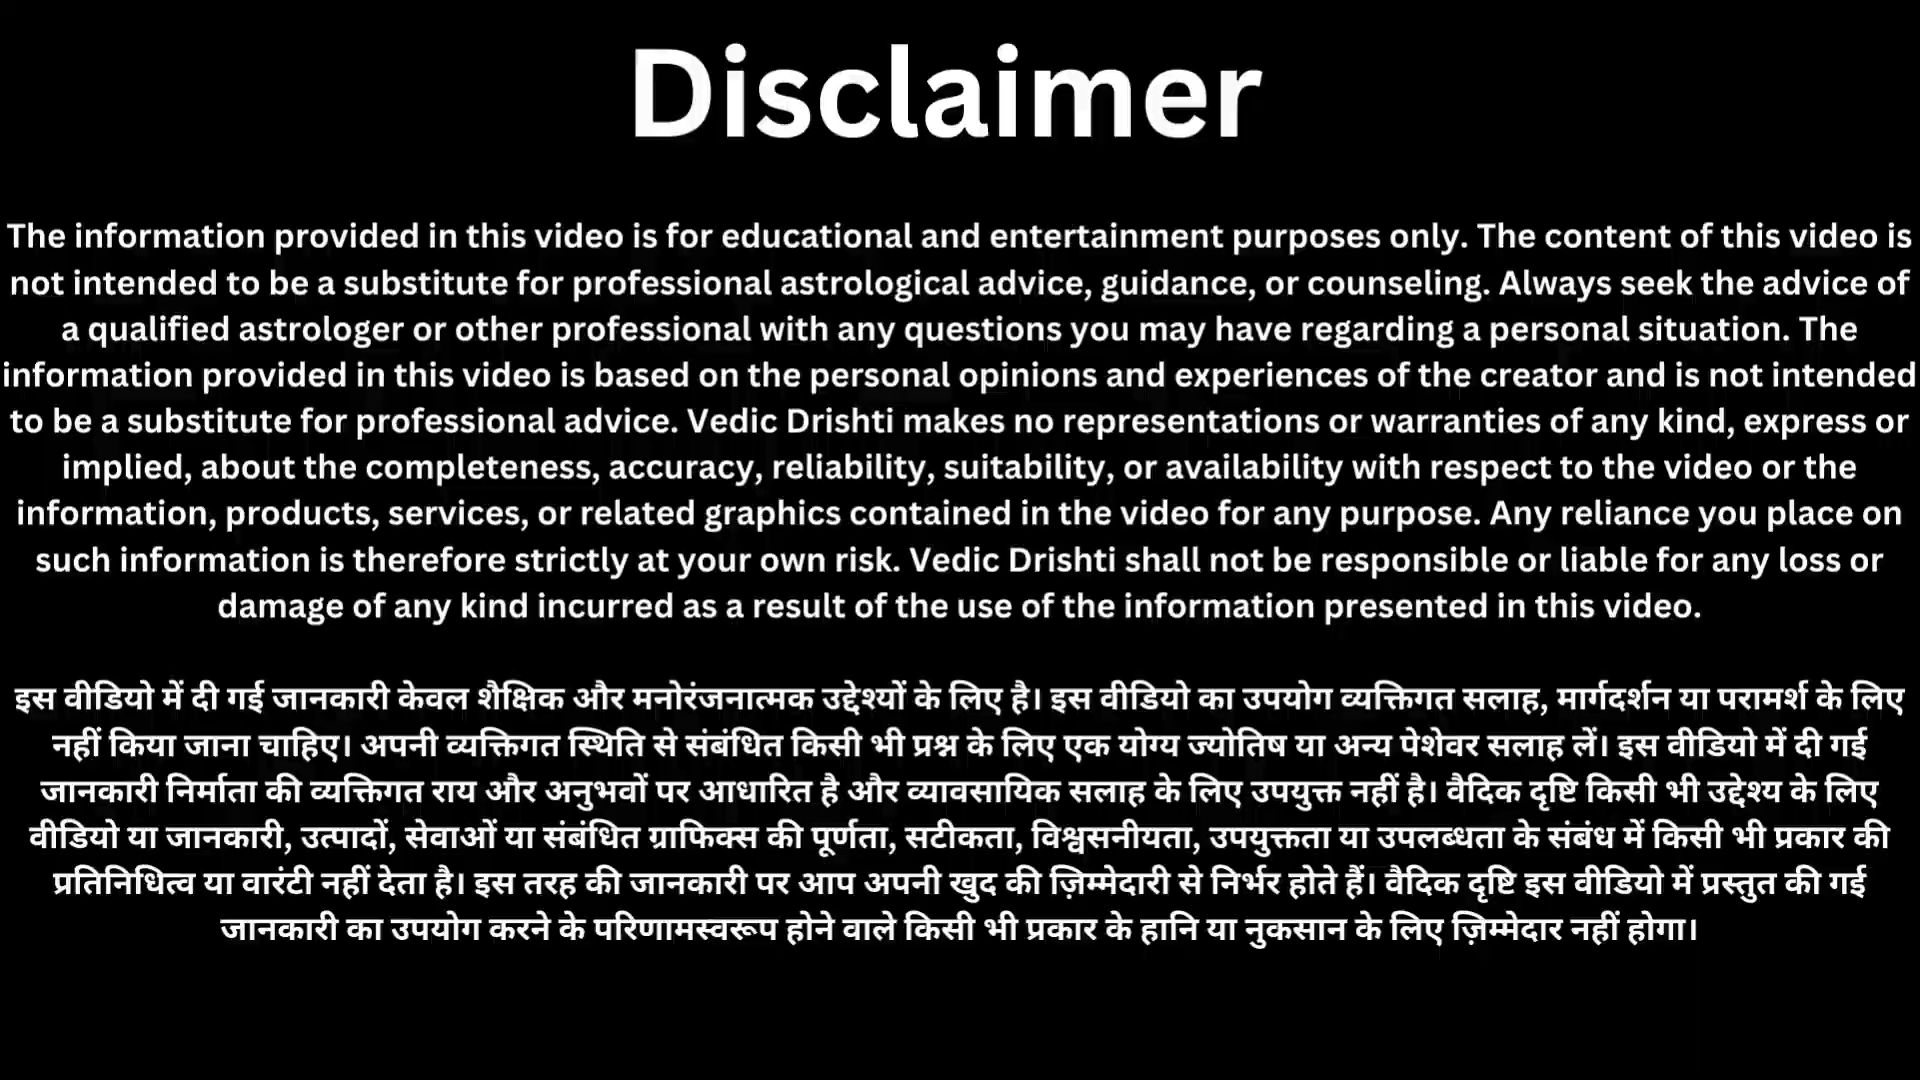 Disclaimer
The information provided in this video is for educational and entertainment purposes only. The content of this video is
not intended to be a substitute for professional astrological advice, guidance, or counseling. Always seek the advice of
a qualified astrologer or other professional with any questions you may have regarding a personal situation. The
information provided in this video is based on the personal opinions and experiences of the creator and is not intended
to be a substitute for professional advice. Vedic Drishti makes no representations or warranties of any kind, express or
implied, about the completeness, accuracy, reliability, suitability, or availability with respect to the video or the
information, products, services, or related graphics contained in the video for any purpose. Any reliance you place on
such information is therefore strictly at your own risk. Vedic Drishti shall not be responsible or liable for any loss or
damage of any kind incurred as a result of the use of the information presented in this video.
इस वीडियो में दी गई जानकारी केवल शैक्षिक और मनोरंजनात्मक उद्देश्यों के लिए है। इस वीडियो का उपयोग व्यक्तिगत सलाह, मार्गदर्शन या परामर्श के लिए
नहीं किया जाना चाहिए। अपनी व्यक्तिगत स्थिति से संबंधित किसी भी प्रश्न के लिए एक योग्य ज्योतिष या अन्य पेशेवर सलाह लें। इस वीडियो में दी गई
जानकारी निर्माता की व्यक्तिगत राय और अनुभवों पर आधारित है और व्यावसायिक सलाह के लिए उपयुक्त नहीं है। वैदिक दृष्टि किसी भी उद्देश्य के लिए
वीडियो या जानकारी, उत्पादों, सेवाओं या संबंधित ग्राफिक्स की पूर्णता, सटीकता, विश्वसनीयता, उपयुक्तता या उपलब्धता के संबंध में किसी भी प्रकार की
प्रतिनिधित्व या वारंटी नहीं देता है। इस तरह की जानकारी पर आप अपनी खुद की ज़िम्मेदारी से निर्भर होते हैं। वैदिक दृष्टि इस वीडियो में प्रस्तुत की गई
जानकारी का उपयोग करने के परिणामस्वरूप होने वाले किसी भी प्रकार के हानि या नुकसान के लिए ज़िम्मेदार नहीं होगा।